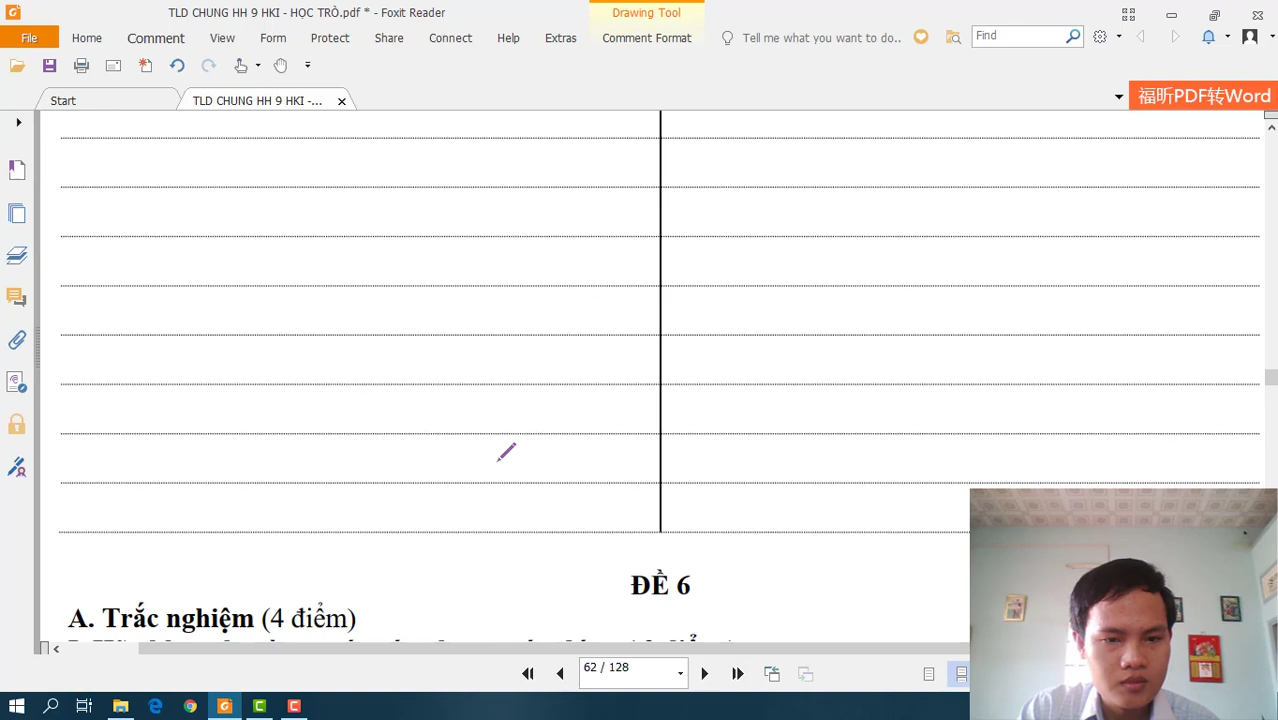 TLD CHUNG HH 9 HKI - HỌC TRÒ.pdf * - Foxit Reader
Drawing Tool
File
Home
Comment
View
Form
Protect
Share
Connect
Help
Extras
Comment Format
Tell me what you want to do..
Find
Start
TLD CHUNG HH 9 HKI -...
福昕PDF转Word
ĐỀ 6
A. Trắc nghiệm (4 điểm)
62 / 128